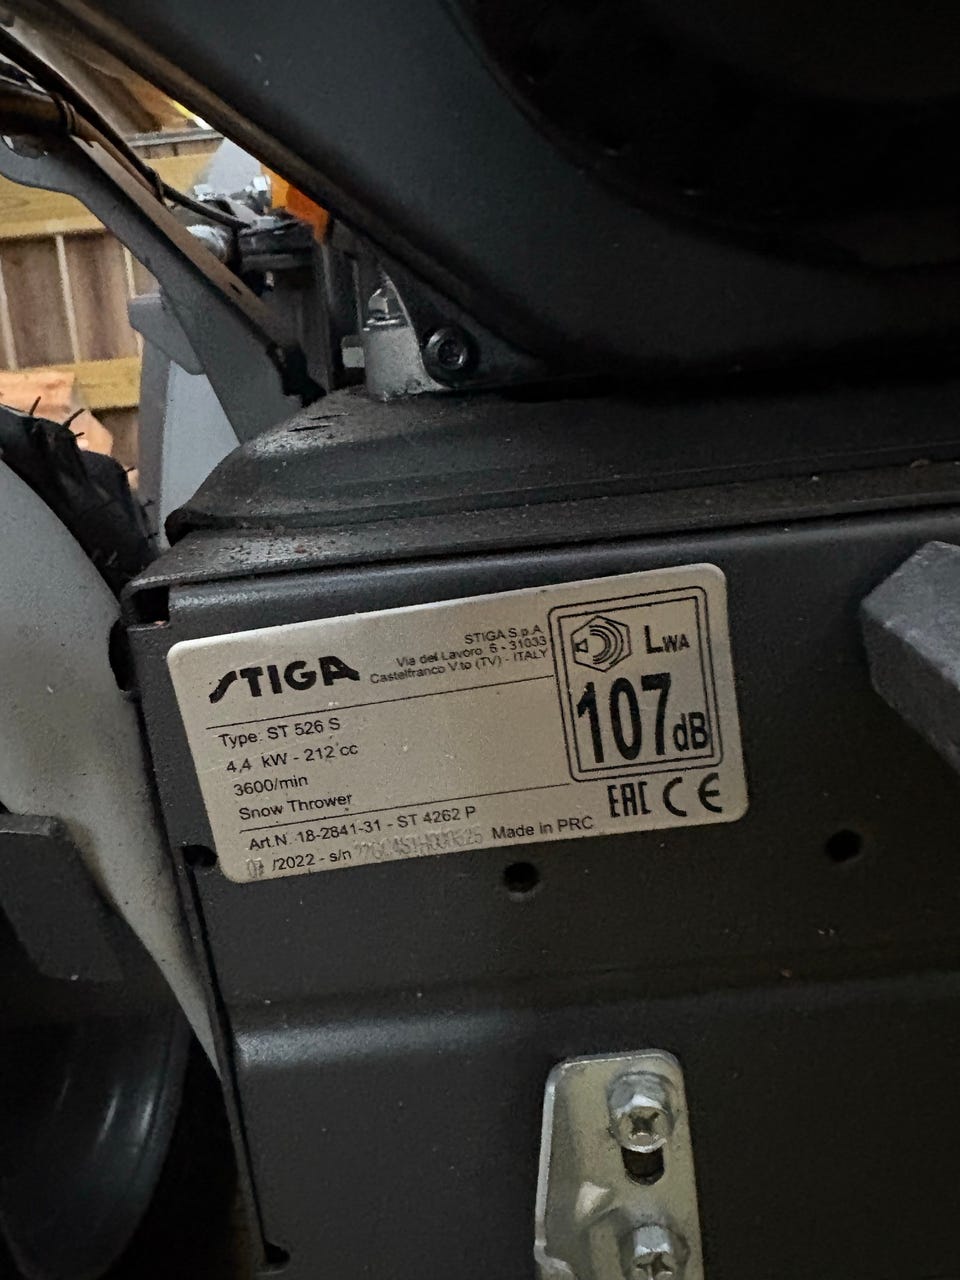 STIGA
STIGA S.p.A.
Via del Lavoro 6 - 31033
Castelfranco V.to (TV) - ITALY
Type: ST 526 S
4,4 kW - 212 cc
3600/min
Snow Thrower
Art.N. 18-2841-31 - ST 4262 P
/2022 - s/n
Made in PRC
LWA
107dB
EAC CE